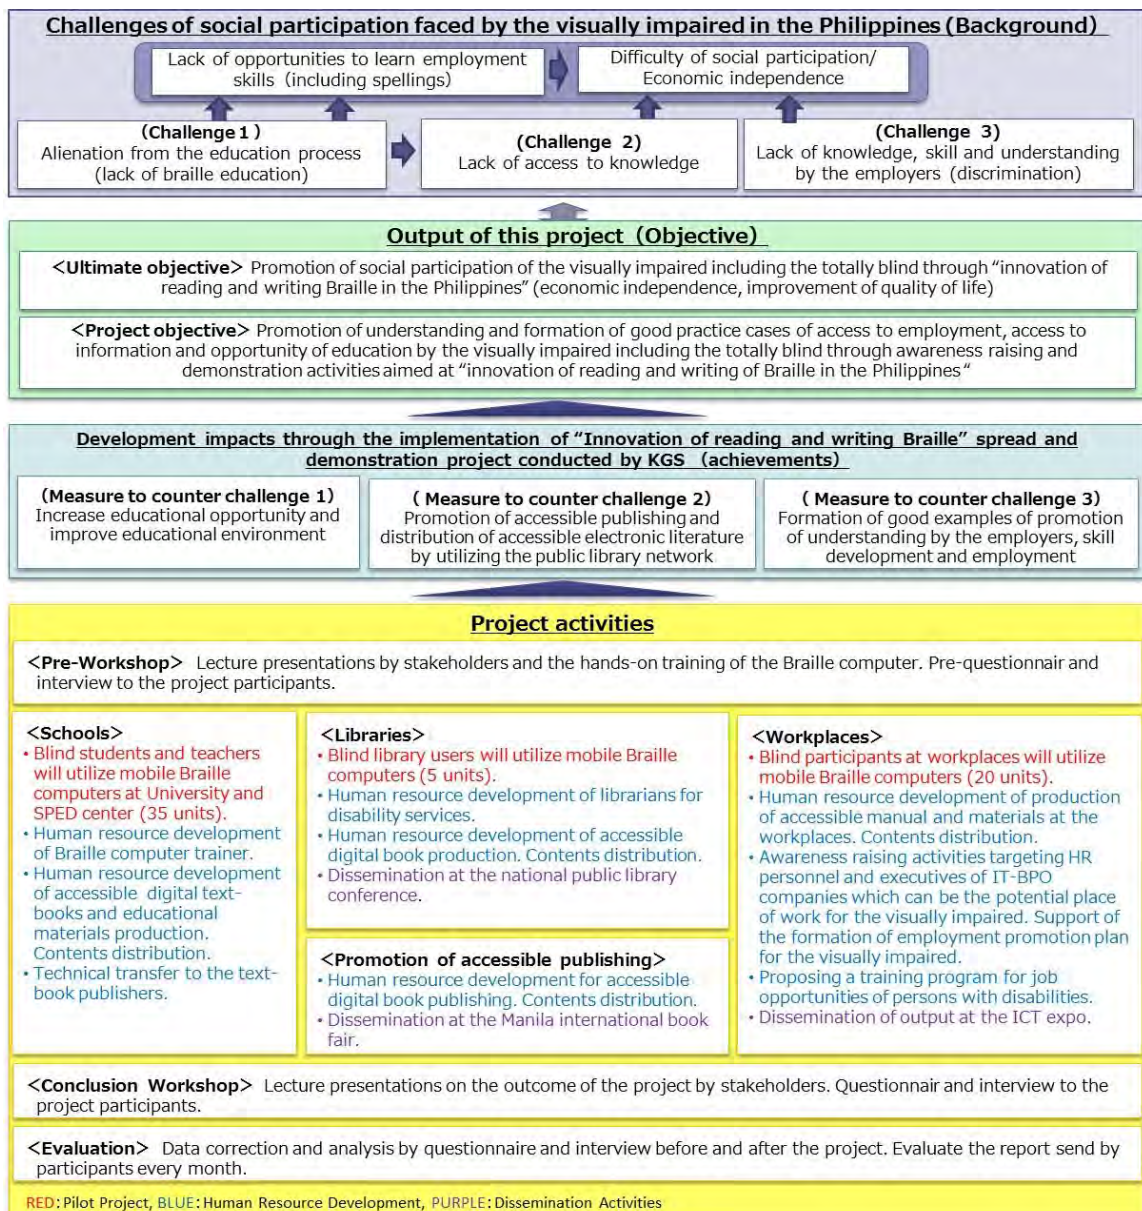 Challenges of social participation faced by the visually impaired in the Philippines (Background)
Lack of opportunities to learn employment
skills (including spellings)
Difficulty of social participation/
Economic independence
(Challenge 1)
Alienation from the education process
(lack of braille education)
(Challenge 2)
Lack of access to knowledge
(Challenge 3)
Lack of knowledge, skill and understanding
by the employers (discrimination)
Output of this project (Objective)
<Ultimate objective> Promotion of social participation of the visually impaired including the totally blind through "innovation of
reading and writing Braille in the Philippines" (economic independence, improvement of quality of life)
<Project objective> Promotion of understanding and formation of good practice cases of access to employment, access to
information and opportunity of education by the visually impaired including the totally blind through awareness raising and
demonstration activities aimed at "innovation of reading and writing of Braille in the Philippines"
Development impacts through the implementation of "Innovation of reading and writing Braille" spread and
demonstration project conducted by KGS (achievements)
(Measure to counter challenge 1)
Increase educational opportunity and
improve educational environment
( Measure to counter challenge 2)
Promotion of accessible publishing and
distribution of accessible electronic literature
by utilizing the public library network
( Measure to counter challenge 3)
Formation of good examples of promotion
of understanding by the employers, skill
development and employment
Project activities
<Pre-Workshop> Lecture presentations by stakeholders and the hands-on training of the Braille computer. Pre-questionnair and
interview to the project participants.
<Schools>
• Blind students and teachers
will utilize mobile Braille
computers at University and
SPED center (35 units).
• Human resource development
of Braille computer trainer.
• Human resource development
of accessible digital text-
books and educational
materials production.
Contents distribution.
• Technical transfer to the text-
book publishers.
<Libraries>
• Blind library users will utilize mobile Braille
computers (5 units).
• Human resource development of librarians for
disability services.
• Human resource development of accessible
digital book production. Contents distribution.
• Dissemination at the national public library
conference.
<Promotion of accessible publishing>
• Human resource development for accessible
digital book publishing. Contents distribution.
• Dissemination at the Manila international book
fair.
<Workplaces>
• Blind participants at workplaces will utilize
mobile Braille computers (20 units).
• Human resource development of production
of accessible manual and materials at the
workplaces. Contents distribution.
• Awareness raising activities targeting HR
personnel and executives of IT-BPO
companies which can be the potential place
of work for the visually impaired. Support of
the formation of employment promotion plan
for the visually impaired.
• Proposing a training program for job
opportunities of persons with disabilities.
• Dissemination of output at the ICT expo.
<Conclusion Workshop> Lecture presentations on the outcome of the project by stakeholders. Questionnair and interview to the
project participants.
<Evaluation> Data correction and analysis by questionnaire and interview before and after the project. Evaluate the report send by
participants every month.
RED: Pilot Project, BLUE: Human Resource Development, PURPLE: Dissemination Activities